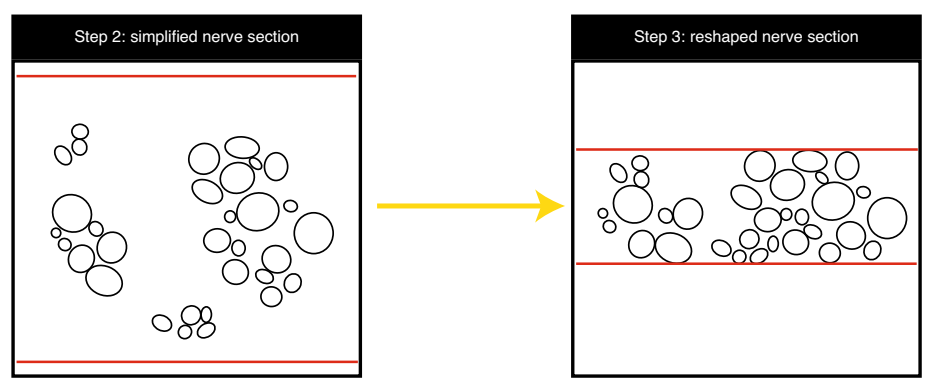 Step 2: simplified nerve section
Step 3: reshaped nerve section